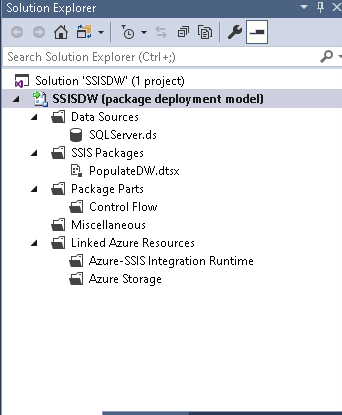 Solution Explorer
Search Solution Explorer (Ctrl+;)
Solution 'SSISDW' (1 project)
SSISDW (package deployment model)
Data Sources
SQLServer.ds
SSIS Packages
PopulateDW.dtsx
Package Parts
Control Flow
Miscellaneous
Linked Azure Resources
Azure-SSIS Integration Runtime
Azure Storage